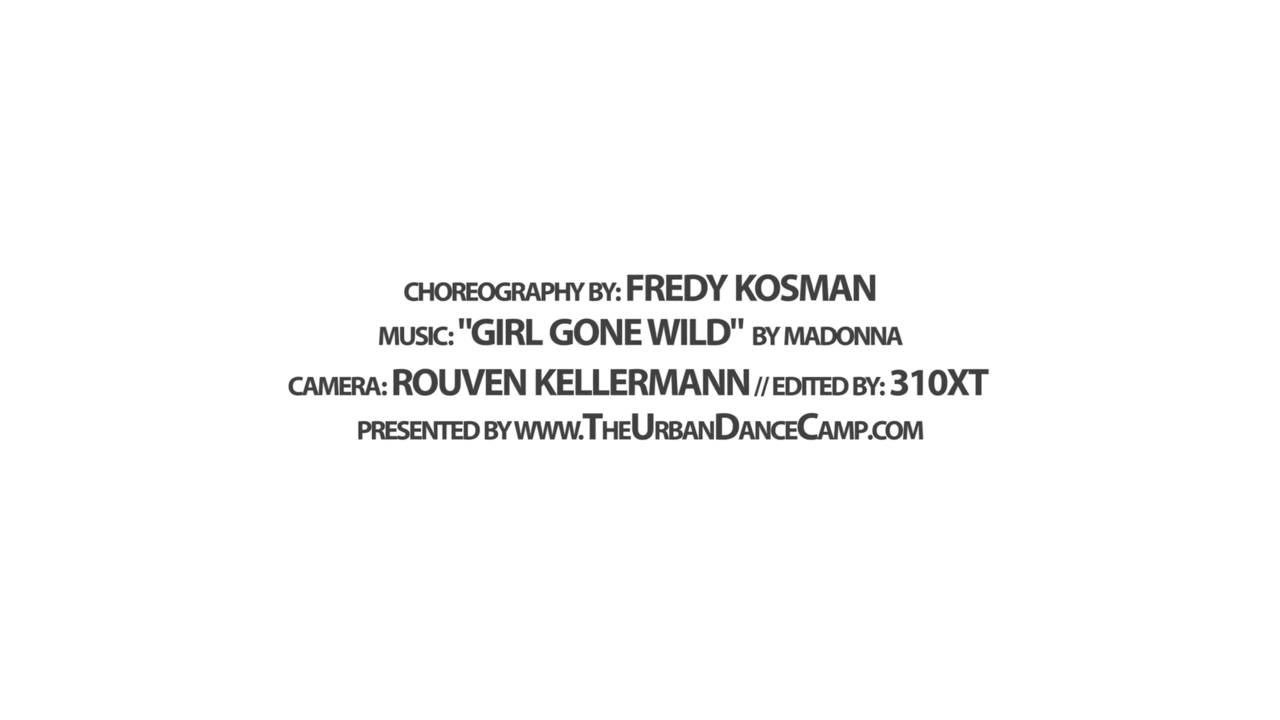 CHOREOGRAPHY BY: FREDY KOSMAN
MUSIC: "GIRL GONE WILD" BY MADONNA
CAMERA: ROUVEN KELLERMANN // EDITED BY: 310XT
PRESENTED BY WWW.THEURBANDANCECAMP.COM